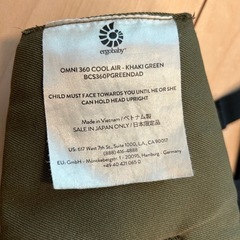 ergobaby
OMNI 360 COOL AIR - KHAKI GREEN
BCS360PGREENDAD
CHILD MUST FACE TOWARDS YOU UNTIL HE OR SHE
CAN HOLD HEAD UPRIGHT
Made in Vietnam / ベトナム製
SALE IN JAPAN ONLY / 日本限定品
US: 617 West 7th St., Suite 1000, L.A., CA 90017
(888) 416-4888
EU: GmbH - Mönckebergstr. 11 - 20095, Hamburg - Germany
+49 40 421 065 0